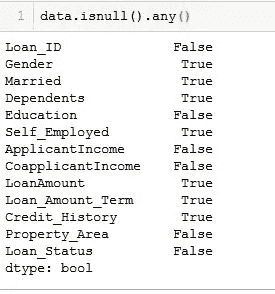 1 data.isnull().any()
Loan_ID False
Gender True
Married True
Dependents True
Education False
Self_Employed True
ApplicantIncome False
CoapplicantIncome False
LoanAmount True
Loan_Amount_Term True
Credit_History True
Property_Area False
Loan_Status False
dtype: bool